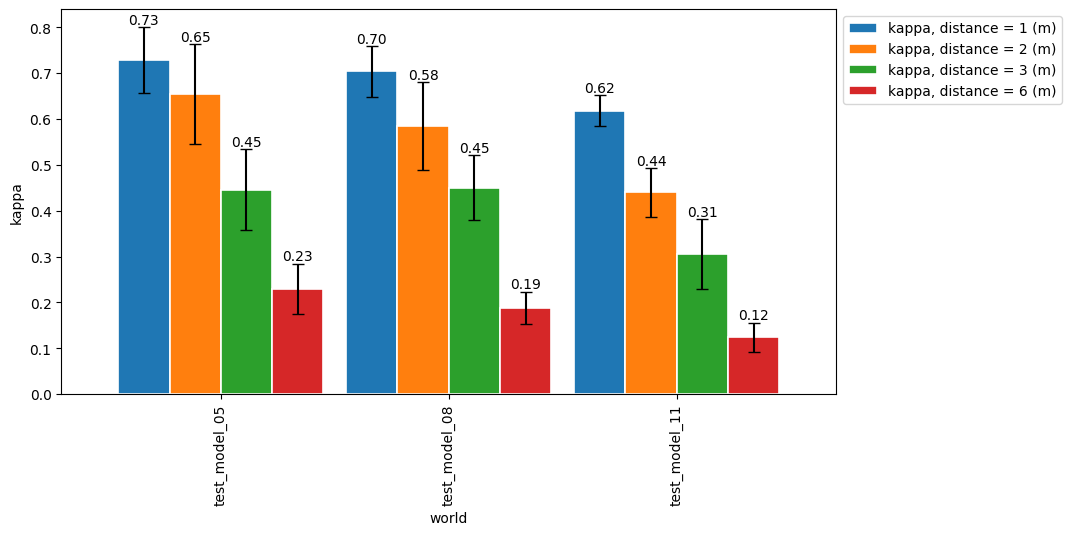 kappa, distance = 1 (m)
kappa, distance = 2 (m)
kappa, distance = 3 (m)
kappa, distance = 6 (m)
0.73
0.65
0.45
0.23
0.70
0.58
0.45
0.19
0.62
0.44
0.31
0.12
kappa
0.8
0.7
0.6
0.5
0.4
0.3
0.2
0.1
0.0
test_model_05
test_model_08
test_model_11
world